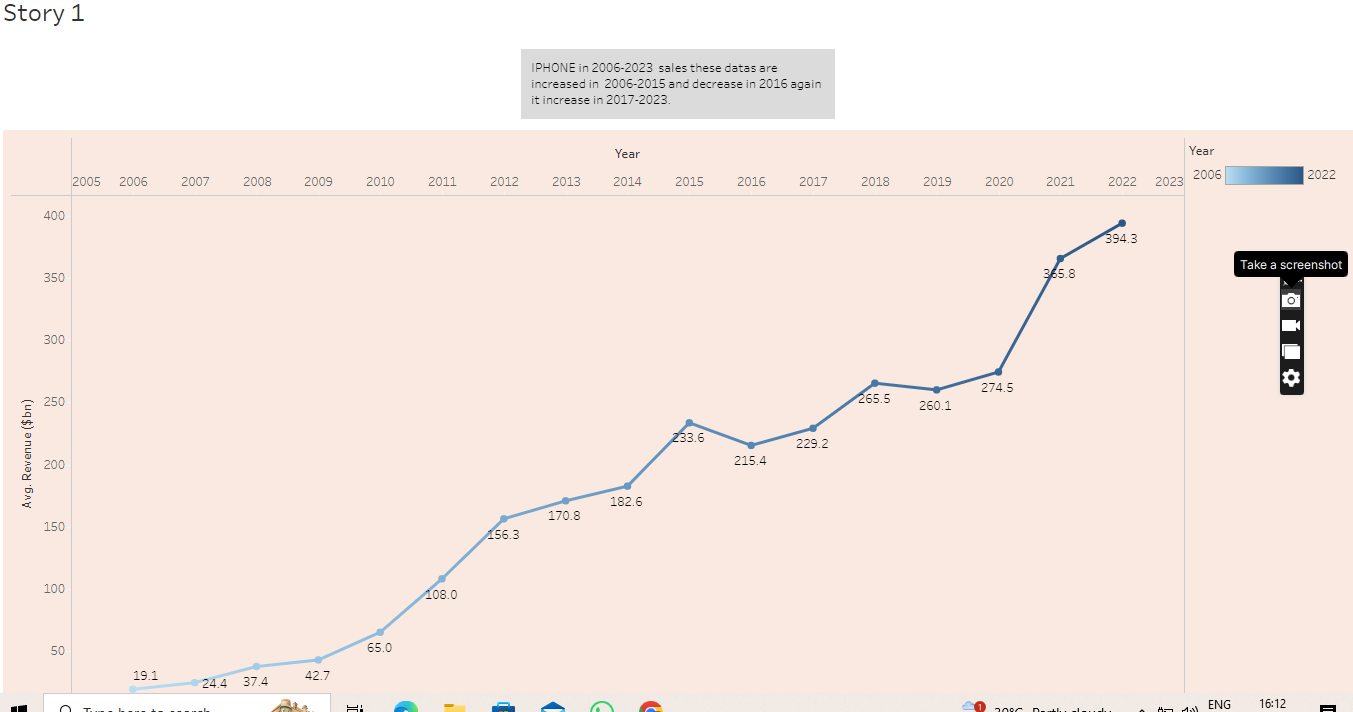 Story 1
IPHONE in 2006-2023 sales these datas are
increased in 2006-2015 and decrease in 2016 again
it increase in 2017-2023.
Year
2005 2006 2007 2008 2009 2010 2011 2012 2013 2014 2015 2016 2017 2018 2019 2020 2021 2022 2023
Year
2006 2022
Take a screenshot
400
350
300
250
200
150
100
50
Avg. Revenue ($bn)
19.1
24.4
37.4
42.7
65.0
108.0
156.3
170.8
182.6
233.6
215.4
229.2
265.5
260.1
274.5
365.8
394.3
Type here to search
1
30°C Partly cloudy
ENG
16:12